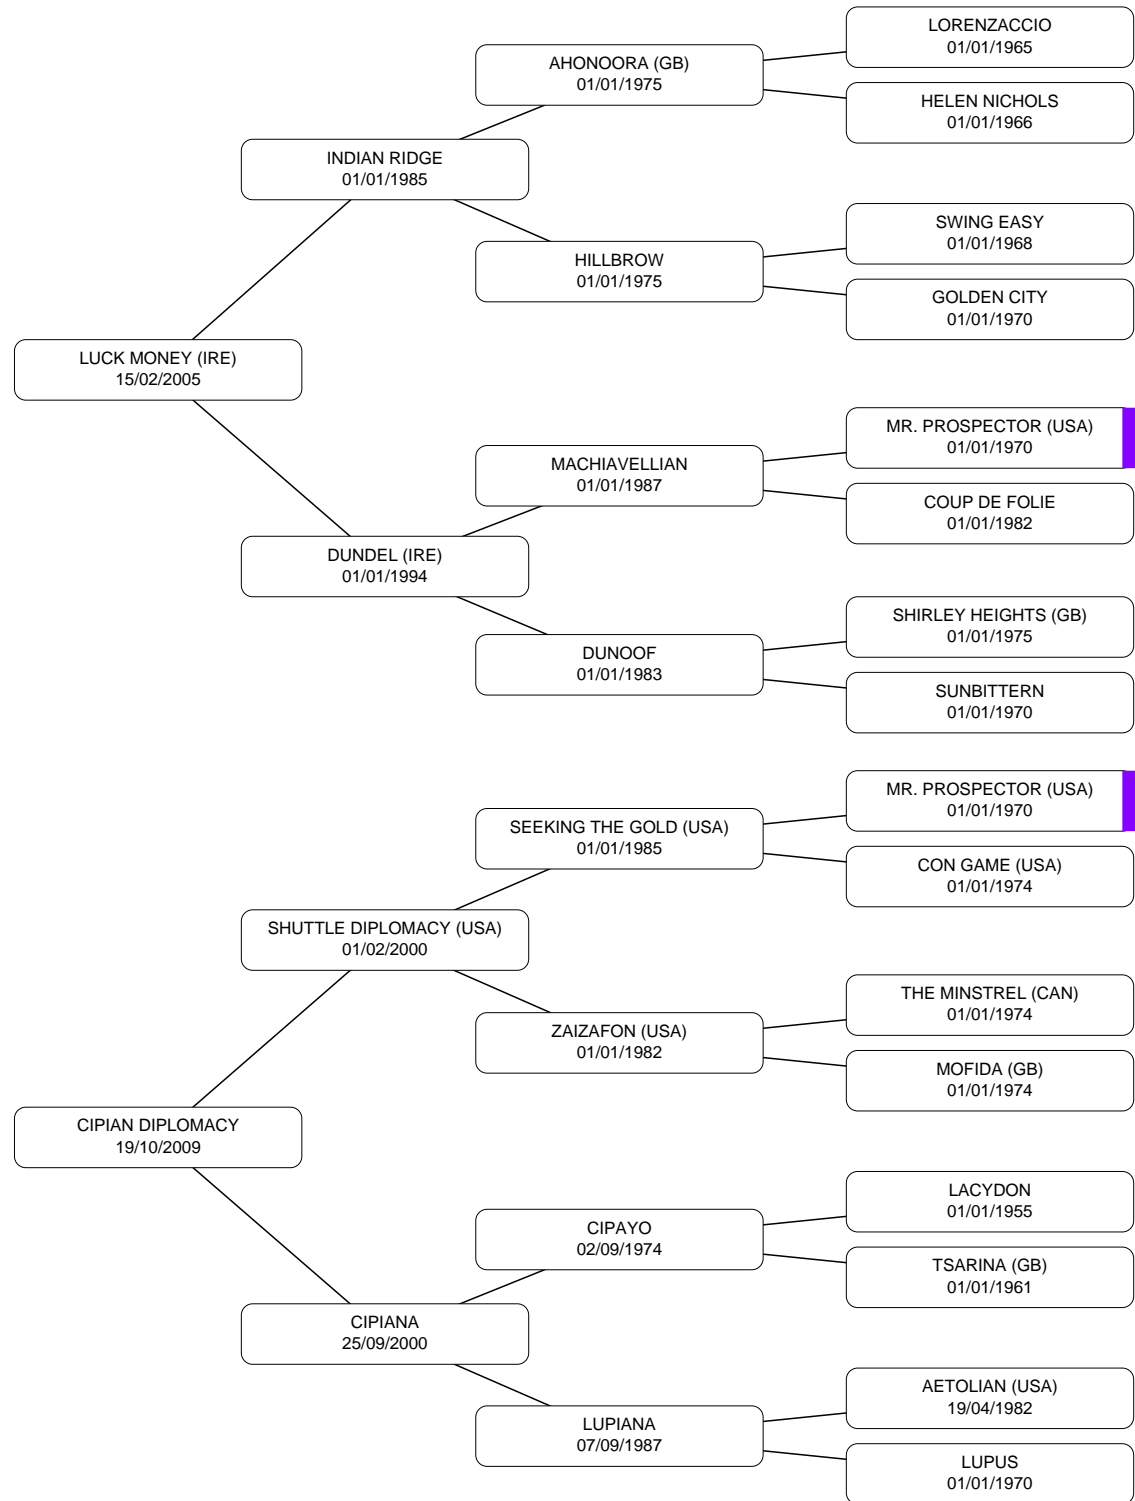 LORENZACCIO
01/01/1965
AHONOORA (GB)
01/01/1975
HELEN NICHOLS
01/01/1966
INDIAN RIDGE
01/01/1985
SWING EASY
01/01/1968
HILLBROW
01/01/1975
GOLDEN CITY
01/01/1970
LUCK MONEY (IRE)
15/02/2005
MR. PROSPECTOR (USA)
01/01/1970
MACHIAVELLIAN
01/01/1987
COUP DE FOLIE
01/01/1982
DUNDEL (IRE)
01/01/1994
SHIRLEY HEIGHTS (GB)
01/01/1975
DUNOOF
01/01/1983
SUNBITTERN
01/01/1970
MR. PROSPECTOR (USA)
01/01/1970
SEEKING THE GOLD (USA)
01/01/1985
CON GAME (USA)
01/01/1974
SHUTTLE DIPLOMACY (USA)
01/02/2000
THE MINSTREL (CAN)
01/01/1974
ZAIZAFON (USA)
01/01/1982
MOFIDA (GB)
01/01/1974
CIPIAN DIPLOMACY
19/10/2009
LACYDON
01/01/1955
CIPAYO
02/09/1974
TSARINA (GB)
01/01/1961
CIPIANA
25/09/2000
AETOLIAN (USA)
19/04/1982
LUPIANA
07/09/1987
LUPUS
01/01/1970